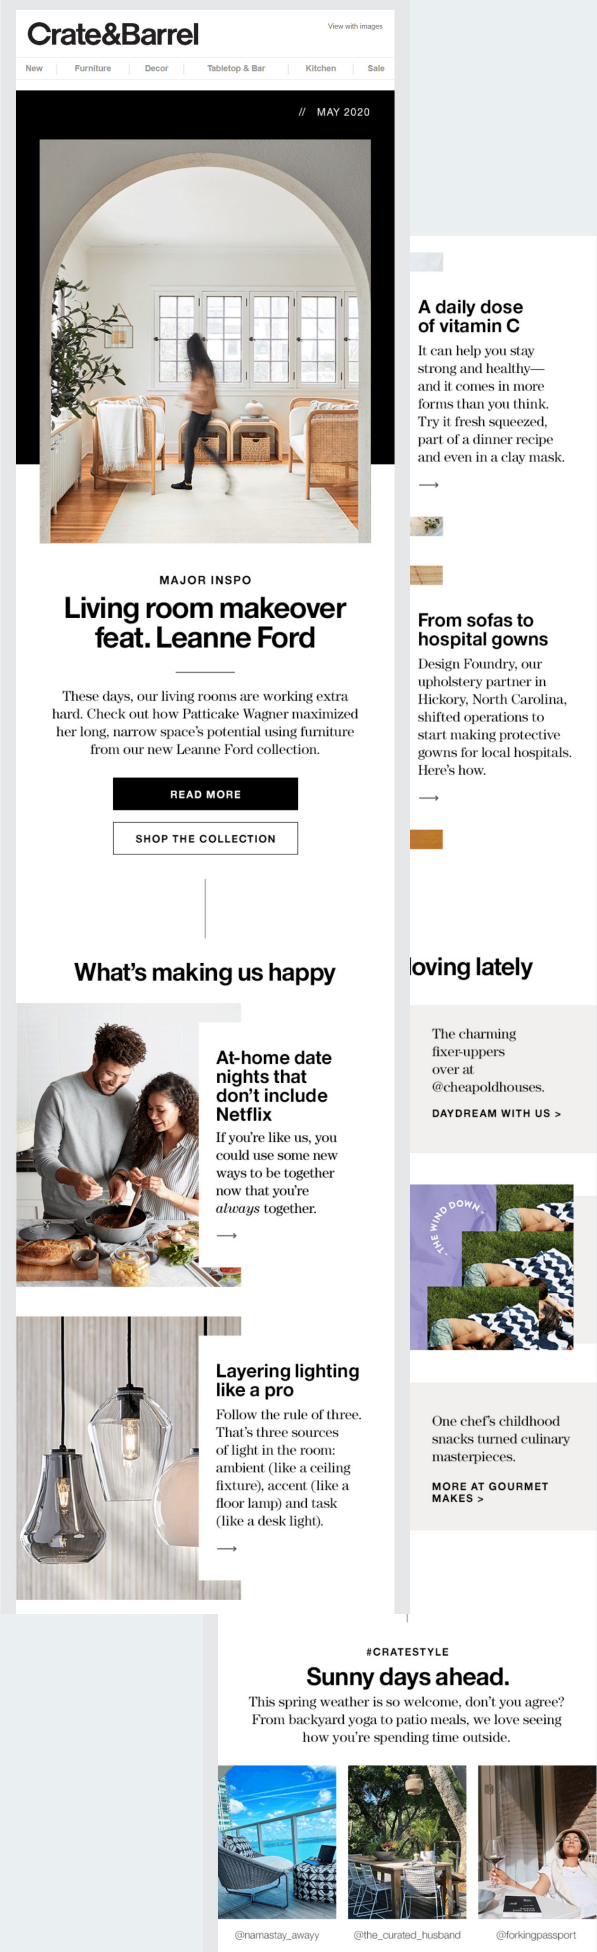 Crate&Barrel
View with images
New
Furniture
Decor
Tabletop & Bar
Kitchen
Sale
// MAY 2020
MAJOR INSPO
Living room makeover
feat. Leanne Ford
These days, our living rooms are working extra
hard. Check out how Patticake Wagner maximized
her long, narrow space's potential using furniture
from our new Leanne Ford collection.
READ MORE
SHOP THE COLLECTION
What's making us happy
At-home date
nights that
don't include
Netflix
If you're like us, you
could use some new
ways to be together
now that you're
always together.
Layering lighting
like a pro
Follow the rule of three.
That's three sources
of light in the room:
ambient (like a ceiling
fixture), accent (like a
floor lamp) and task
(like a desk light).
A daily dose
of vitamin C
It can help you stay
strong and healthy—
and it comes in more
forms than you think.
Try it fresh squeezed,
part of a dinner recipe
and even in a clay mask.
From sofas to
hospital gowns
Design Foundry, our
upholstery partner in
Hickory, North Carolina,
shifted operations to
start making protective
gowns for local hospitals.
Here's how.
loving lately
The charming
fixer-uppers
over at
@cheapoldhouses.
DAYDREAM WITH US >
THE WIND DOWN
One chef's childhood
snacks turned culinary
masterpieces.
MORE AT GOURMET
MAKES >
#CRATESTYLE
Sunny days ahead.
This spring weather is so welcome, don't you agree?
From backyard yoga to patio meals, we love seeing
how you're spending time outside.
@namastay_awayy
@the_curated_husband
@forkingpassport